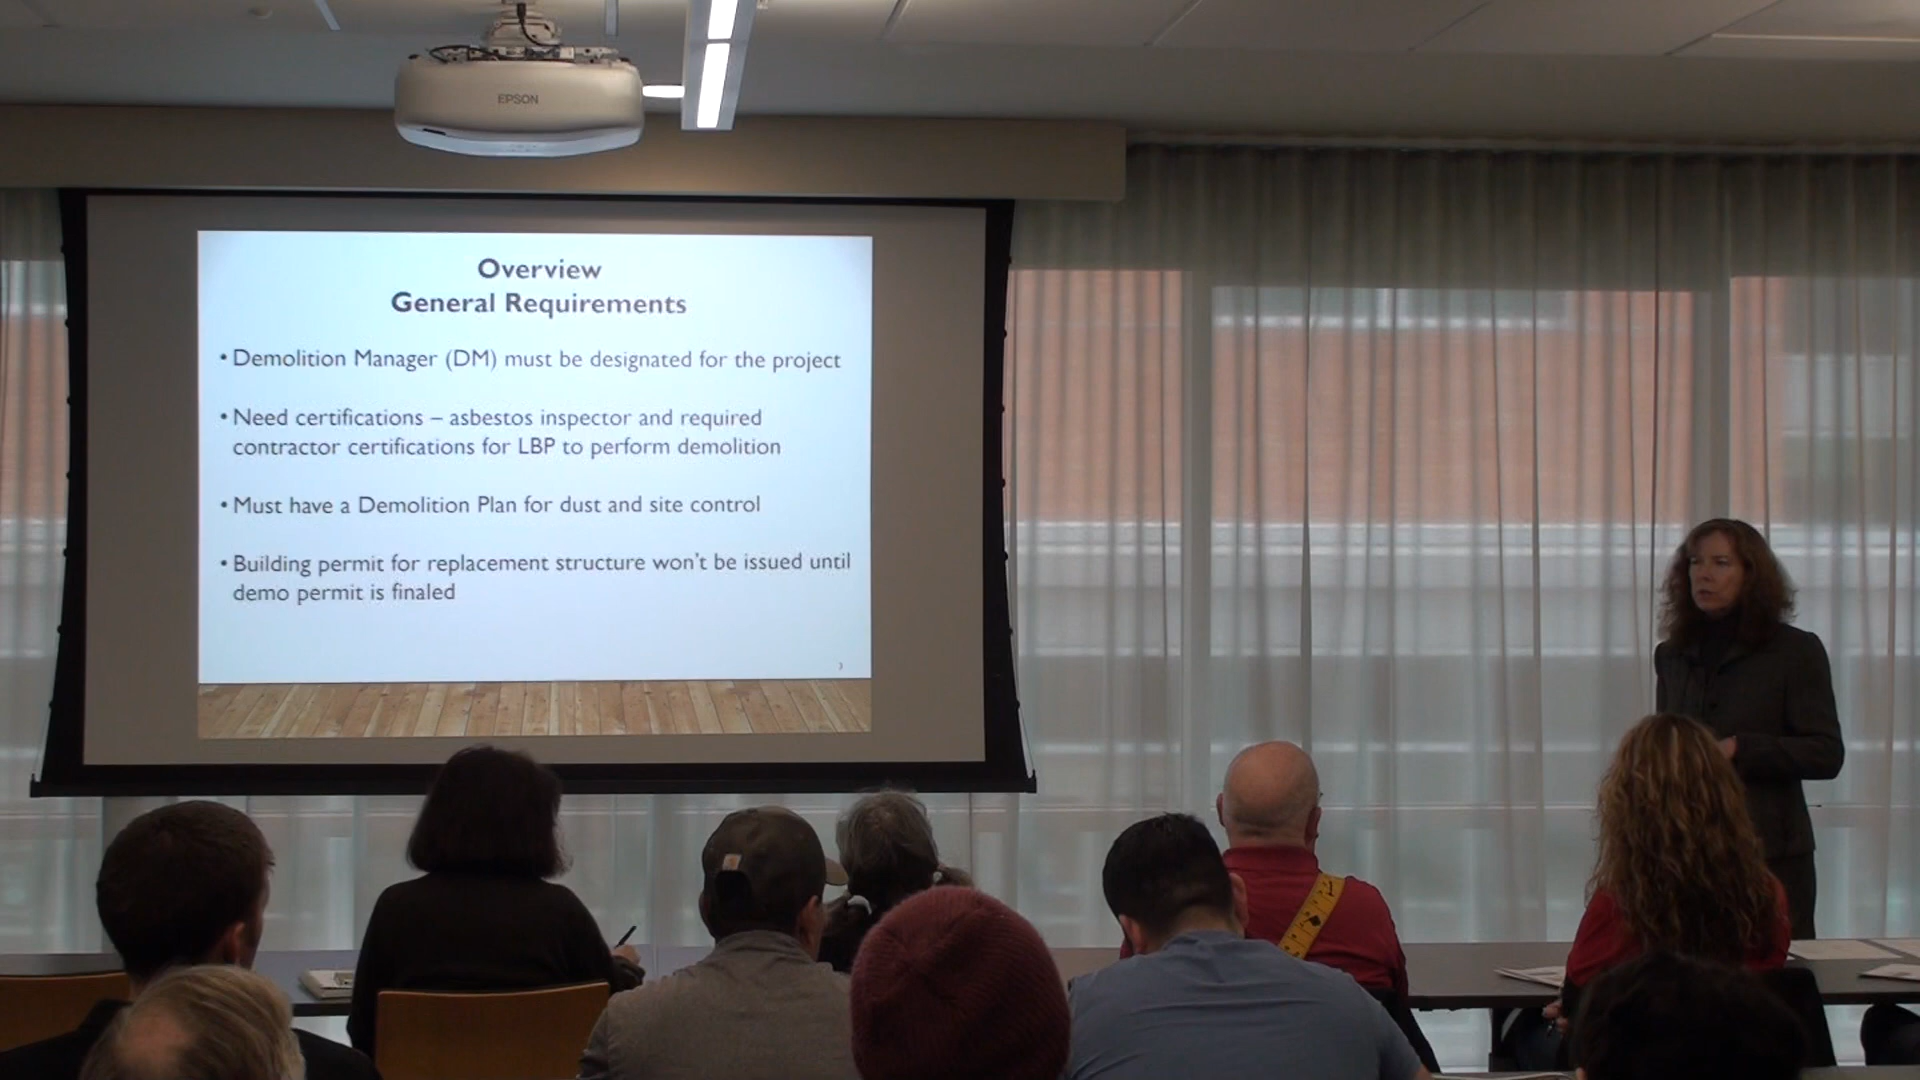 EPSON
Overview
General Requirements
• Demolition Manager (DM) must be designated for the project
• Need certifications – asbestos inspector and required
contractor certifications for LBP to perform demolition
• Must have a Demolition Plan for dust and site control
• Building permit for replacement structure won't be issued until
demo permit is finaled
3